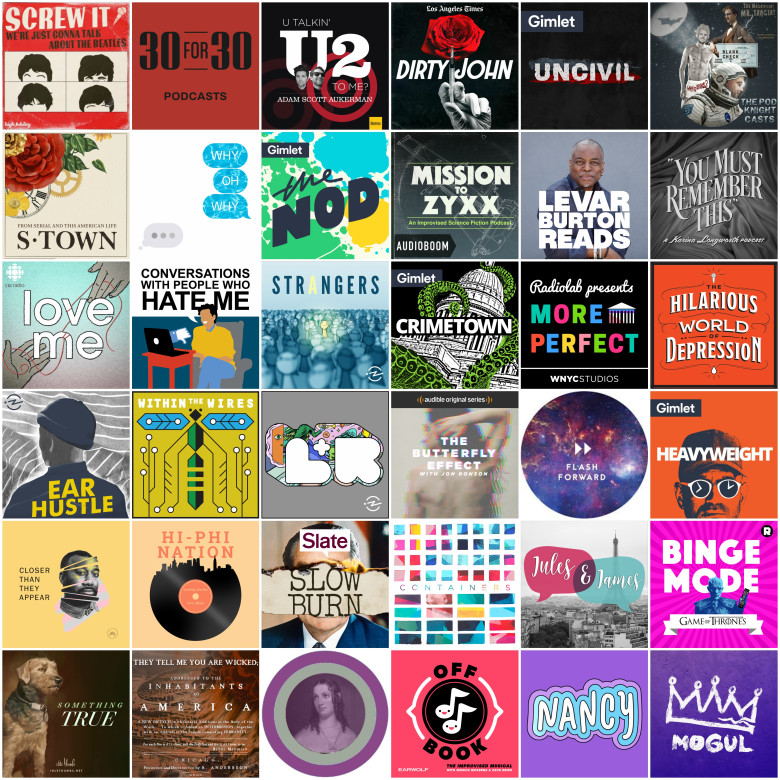 SCREW IT!
WE'RE JUST GONNA TALK
ABOUT THE BEATLES
30 FOR 30
PODCASTS
U TALKIN'
U2
TO ME?
ADAM SCOTT AUKERMAN
Los Angeles Times
DIRTY JOHN
Gimlet
UNCIVIL
BLANK
CHECK
THE POD
KNIGHT
CASTS
FROM SERIAL AND THIS AMERICAN LIFE
S-TOWN
WHY
OH
WHY
Gimlet
the
NOD
MISSION
TO
ZYXX
An Improvised Science Fiction Podcast
AUDIOBOOM
LEVAR
BURTON
READS
"YOU MUST
REMEMBER
THIS"
a Karina Longworth podcast
cbc radio
love
me
CONVERSATIONS
WITH PEOPLE WHO
HATE ME
STRANGERS
Gimlet
CRIMETOWN
Radiolab presents
MORE
PERFECT
WNYCSTUDIOS
THE
HILARIOUS
WORLD
OF
DEPRESSION
EAR
HUSTLE
WITHIN THE WIRES
audible original series
THE
BUTTERFLY
EFFECT
WITH JON RONSON
FLASH
FORWARD
Gimlet
HEAVYWEIGHT
CLOSER
THAN
THEY
APPEAR
HI-PHI
NATION
Slate
SLOW
BURN
CONTAINERS
Jules & James
R
BINGE
MODE
GAME OF THRONES
SOMETHING
TRUE
THEY TELL ME YOU ARE WICKED:
ADDRESSED TO THE
INHABITANTS
OF
AMERICA
CHICAGO
OFF
BOOK
EARWOLF
THE IMPROVISED MUSICAL
NANCY
MOGUL